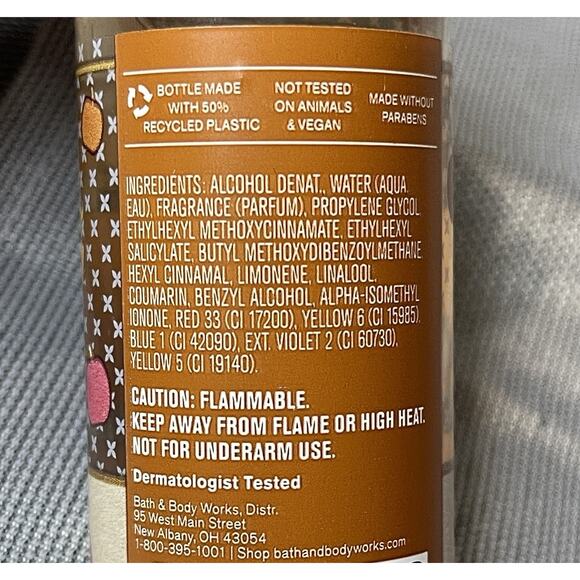 BOTTLE MADE WITH 50% RECYCLED PLASTIC
NOT TESTED ON ANIMALS & VEGAN
MADE WITHOUT PARABENS
INGREDIENTS: ALCOHOL DENAT., WATER (AQUA,
EAU), FRAGRANCE (PARFUM), PROPYLENE GLYCOL,
ETHYLHEXYL METHOXYCINNAMATE, ETHYLHEXYL
SALICYLATE, BUTYL METHOXYDIBENZOYLMETHANE,
HEXYL CINNAMAL, LIMONENE, LINALOOL,
COUMARIN, BENZYL ALCOHOL, ALPHA-ISOMETHYL
IONONE, RED 33 (CI 17200), YELLOW 6 (CI 15985),
BLUE 1 (CI 42090), EXT. VIOLET 2 (CI 60730),
YELLOW 5 (CI 19140).
CAUTION: FLAMMABLE.
KEEP AWAY FROM FLAME OR HIGH HEAT.
NOT FOR UNDERARM USE.
Dermatologist Tested
Bath & Body Works, Distr.
95 West Main Street
New Albany, OH 43054
1-800-395-1001 | Shop bathandbodyworks.com